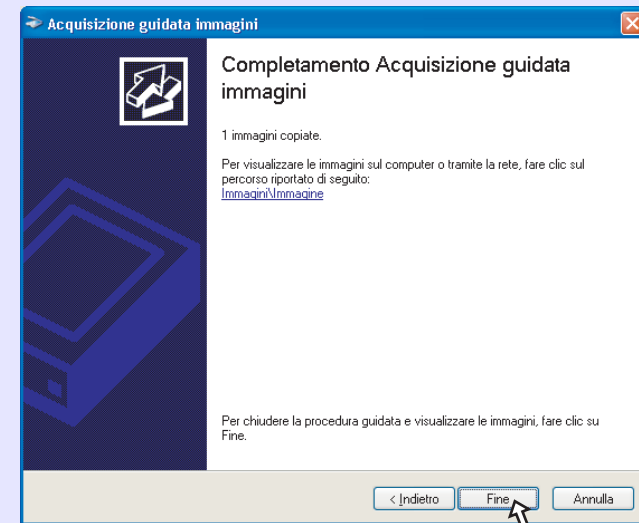 Acquisizione guidata immagini
Completamento Acquisizione guidata
immagini
1 immagini copiate.
Per visualizzare le immagini sul computer o tramite la rete, fare clic sul
percorso riportato di seguito:
Immagini\Immagine
Per chiudere la procedura guidata e visualizzare le immagini, fare clic su
Fine.
< Indietro
Fine
Annulla